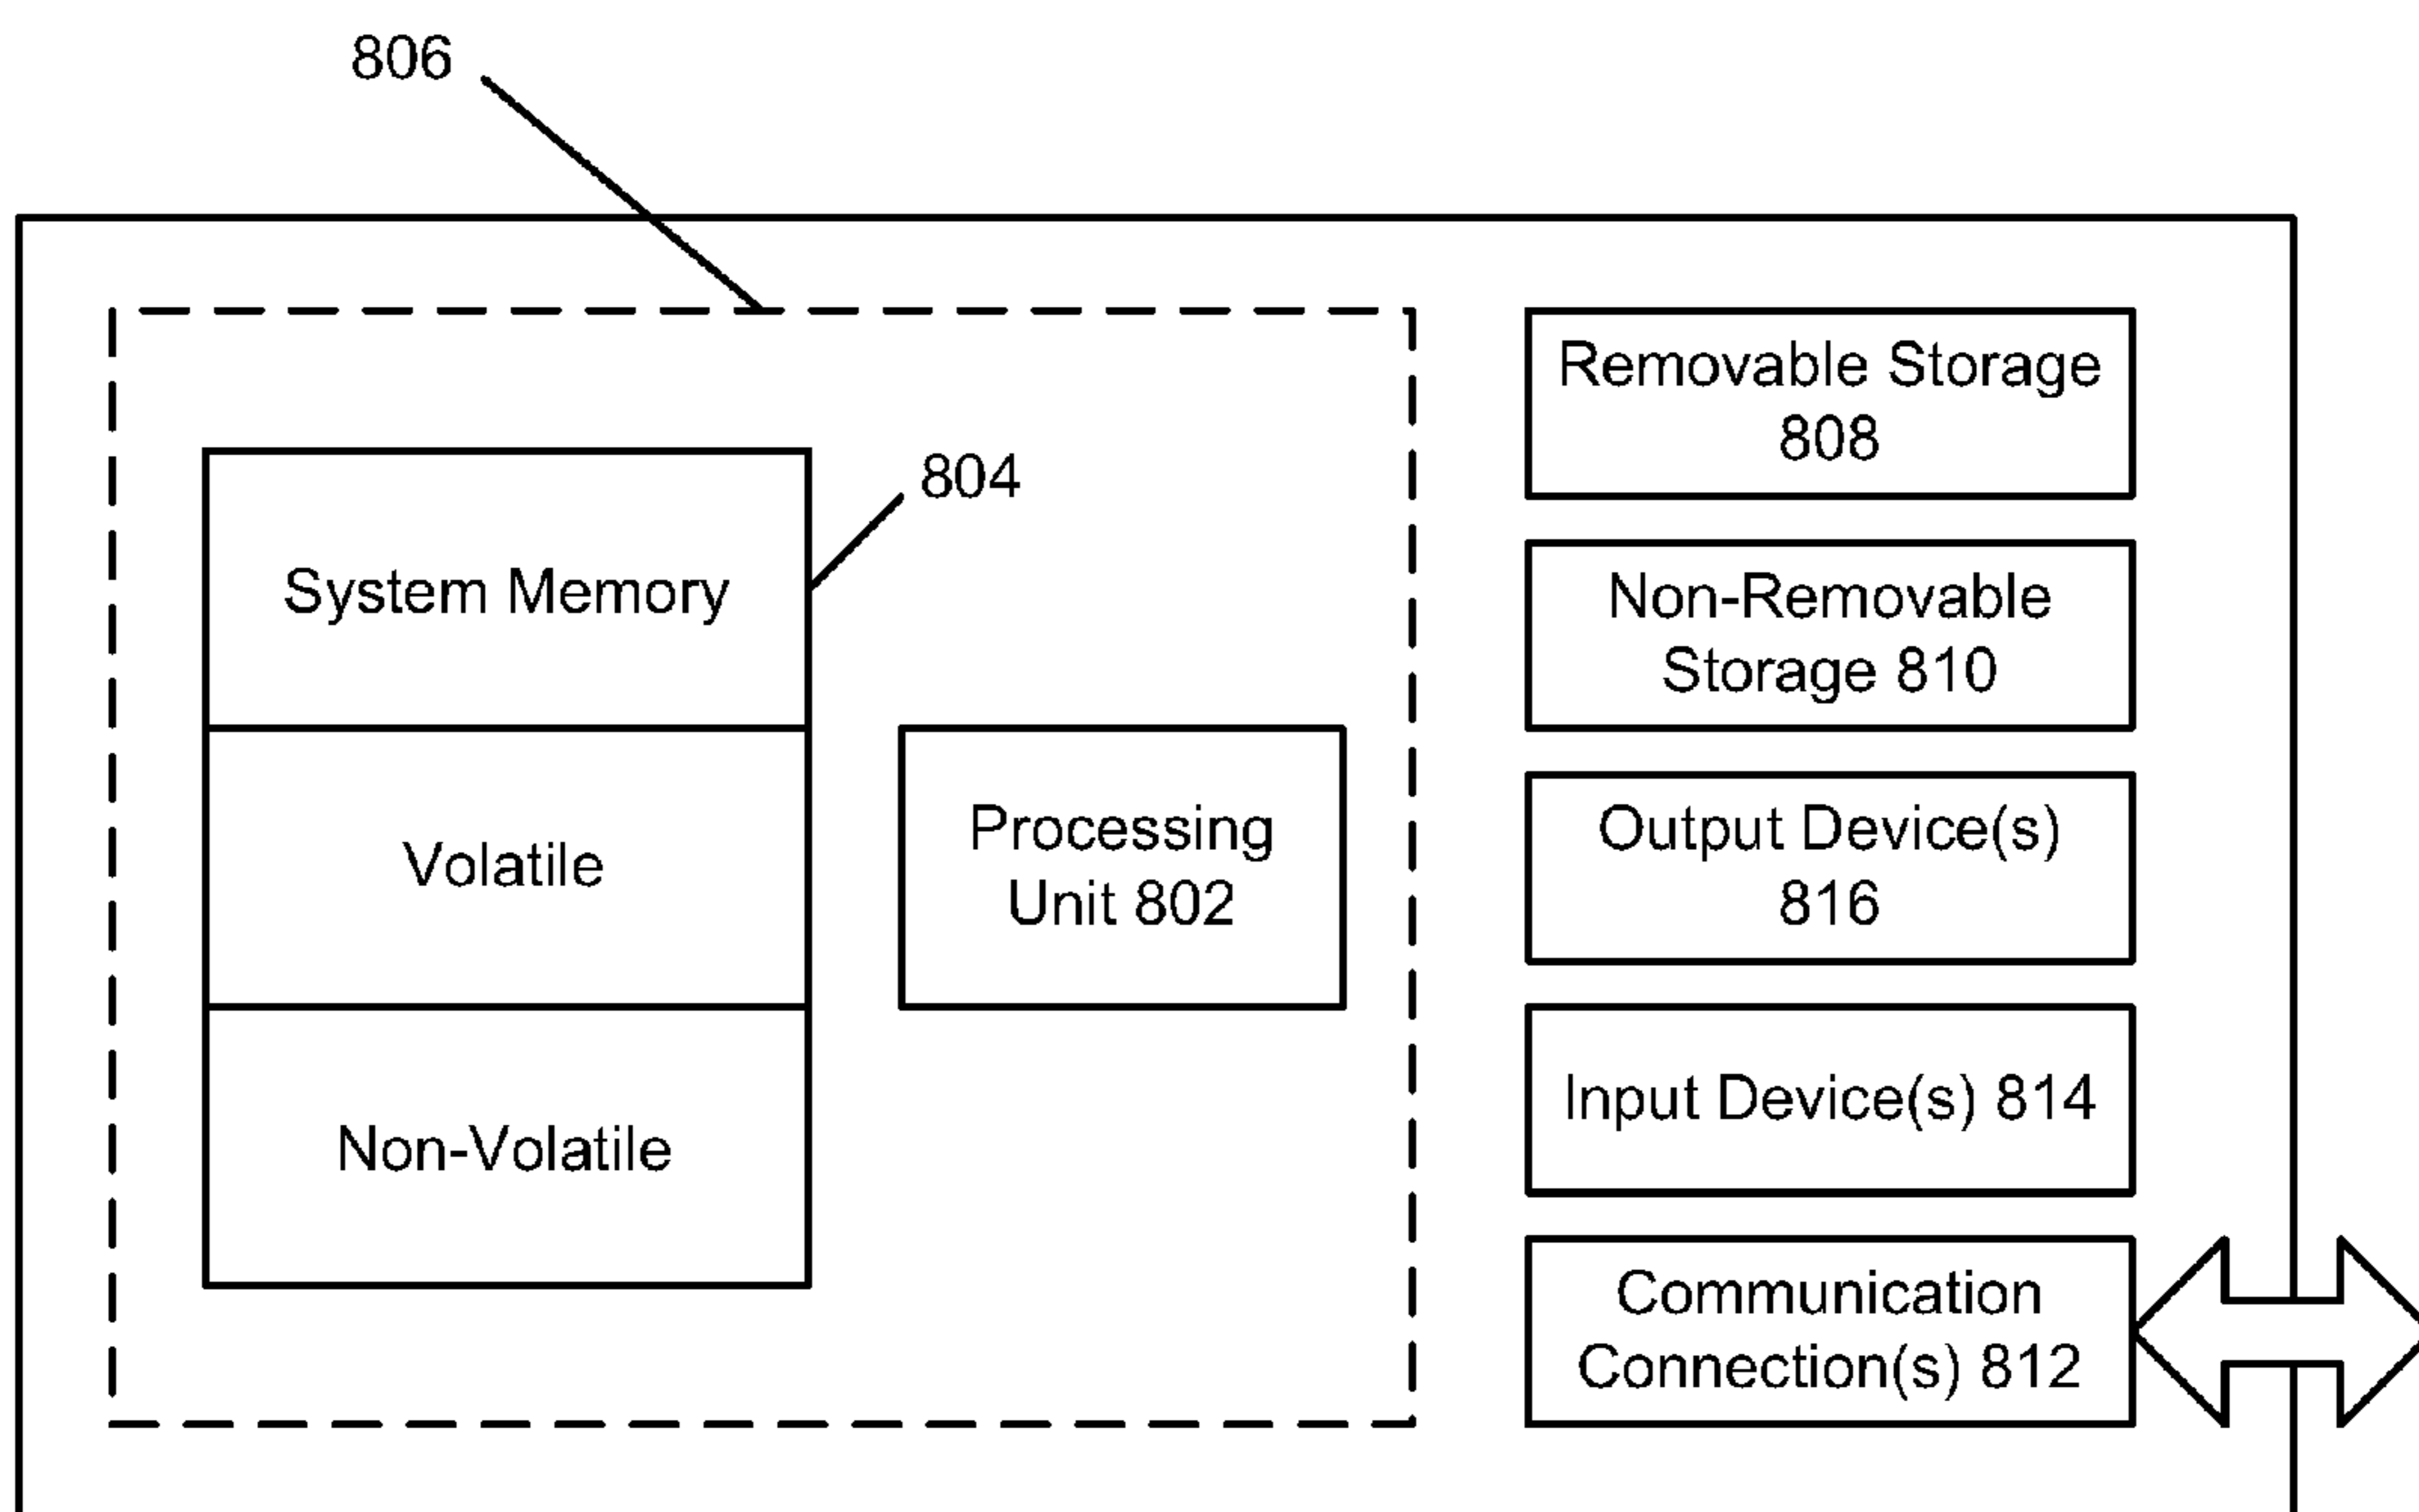 806
804
System Memory
Volatile
Non-Volatile
Processing
Unit 802
Removable Storage
808
Non-Removable
Storage 810
Output Device(s)
816
Input Device(s) 814
Communication
Connection(s) 812